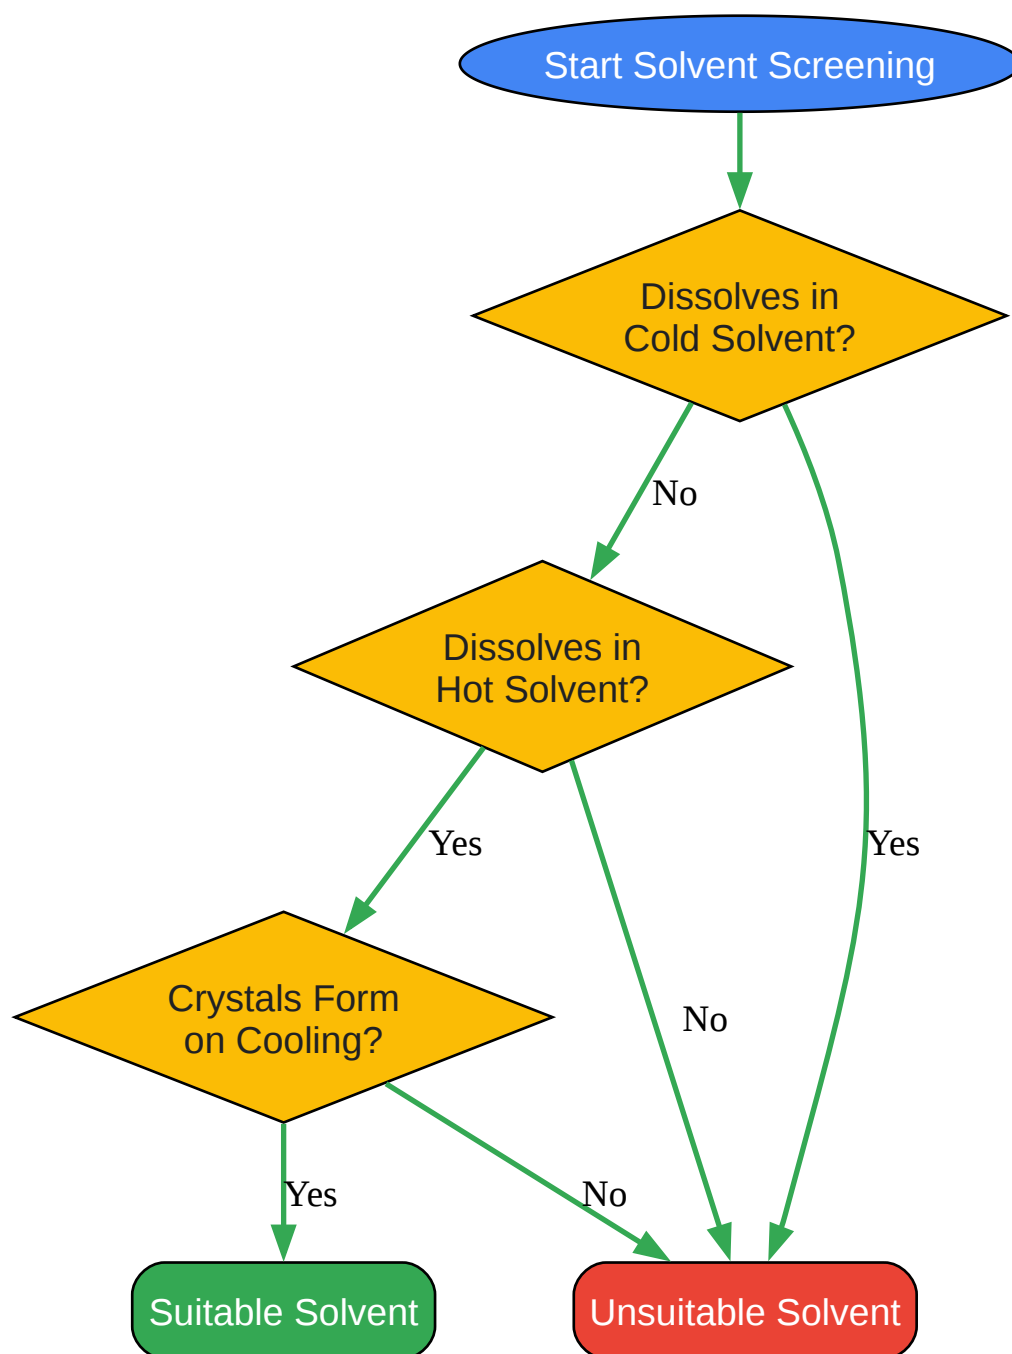 Start Solvent Screening
Dissolves in
Cold Solvent?
No
Dissolves in
Hot Solvent?
Yes
Yes
Crystals Form
on Cooling?
No
Yes
No
Suitable Solvent
Unsuitable Solvent